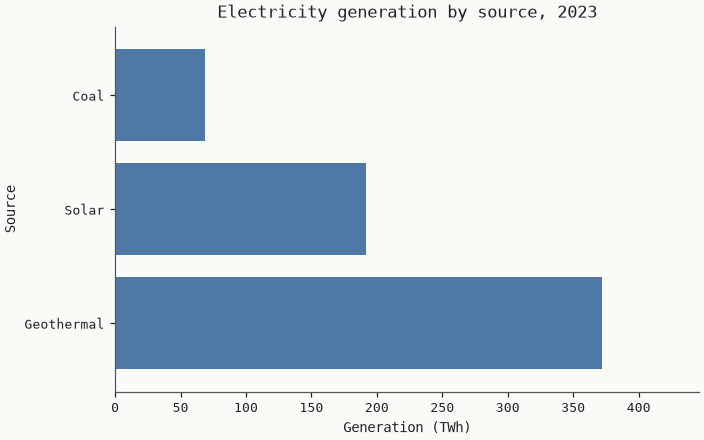 Electricity generation by source, 2023
Coal
Solar
Geothermal
Source
0 50 100 150 200 250 300 350 400
Generation (TWh)